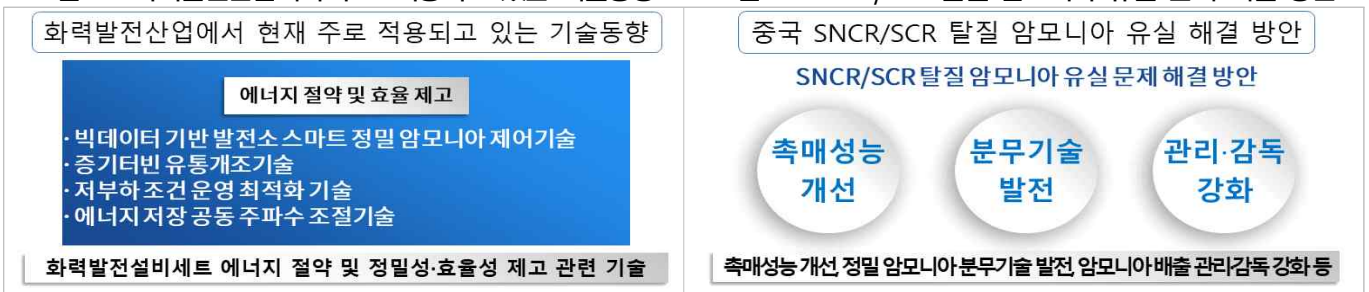 화력발전산업에서 현재 주로 적용되고 있는 기술동향
에너지 절약 및 효율 제고
· 빅데이터 기반 발전소 스마트 정밀 암모니아 제어기술
· 증기터빈 유통개조기술
· 저부하 조건 운영 최적화 기술
· 에너지 저장 공동 주파수 조절기술
화력발전설비세트 에너지 절약 및 정밀성·효율성 제고 관련 기술
중국 SNCR/SCR 탈질 암모니아 유실 해결 방안
SNCR/SCR 탈질 암모니아 유실 문제 해결 방안
촉매성능
개선
분무기술
발전
관리·감독
강화
촉매성능 개선, 정밀 암모니아 분무기술 발전, 암모니아 배출 관리감독 강화 등